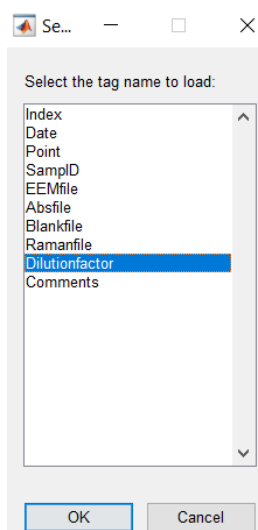 Se...
Select the tag name to load:
Index
Date
Point
SampID
EEMfile
Absfile
Blankfile
Ramanfile
Dilutionfactor
Comments
OK Cancel